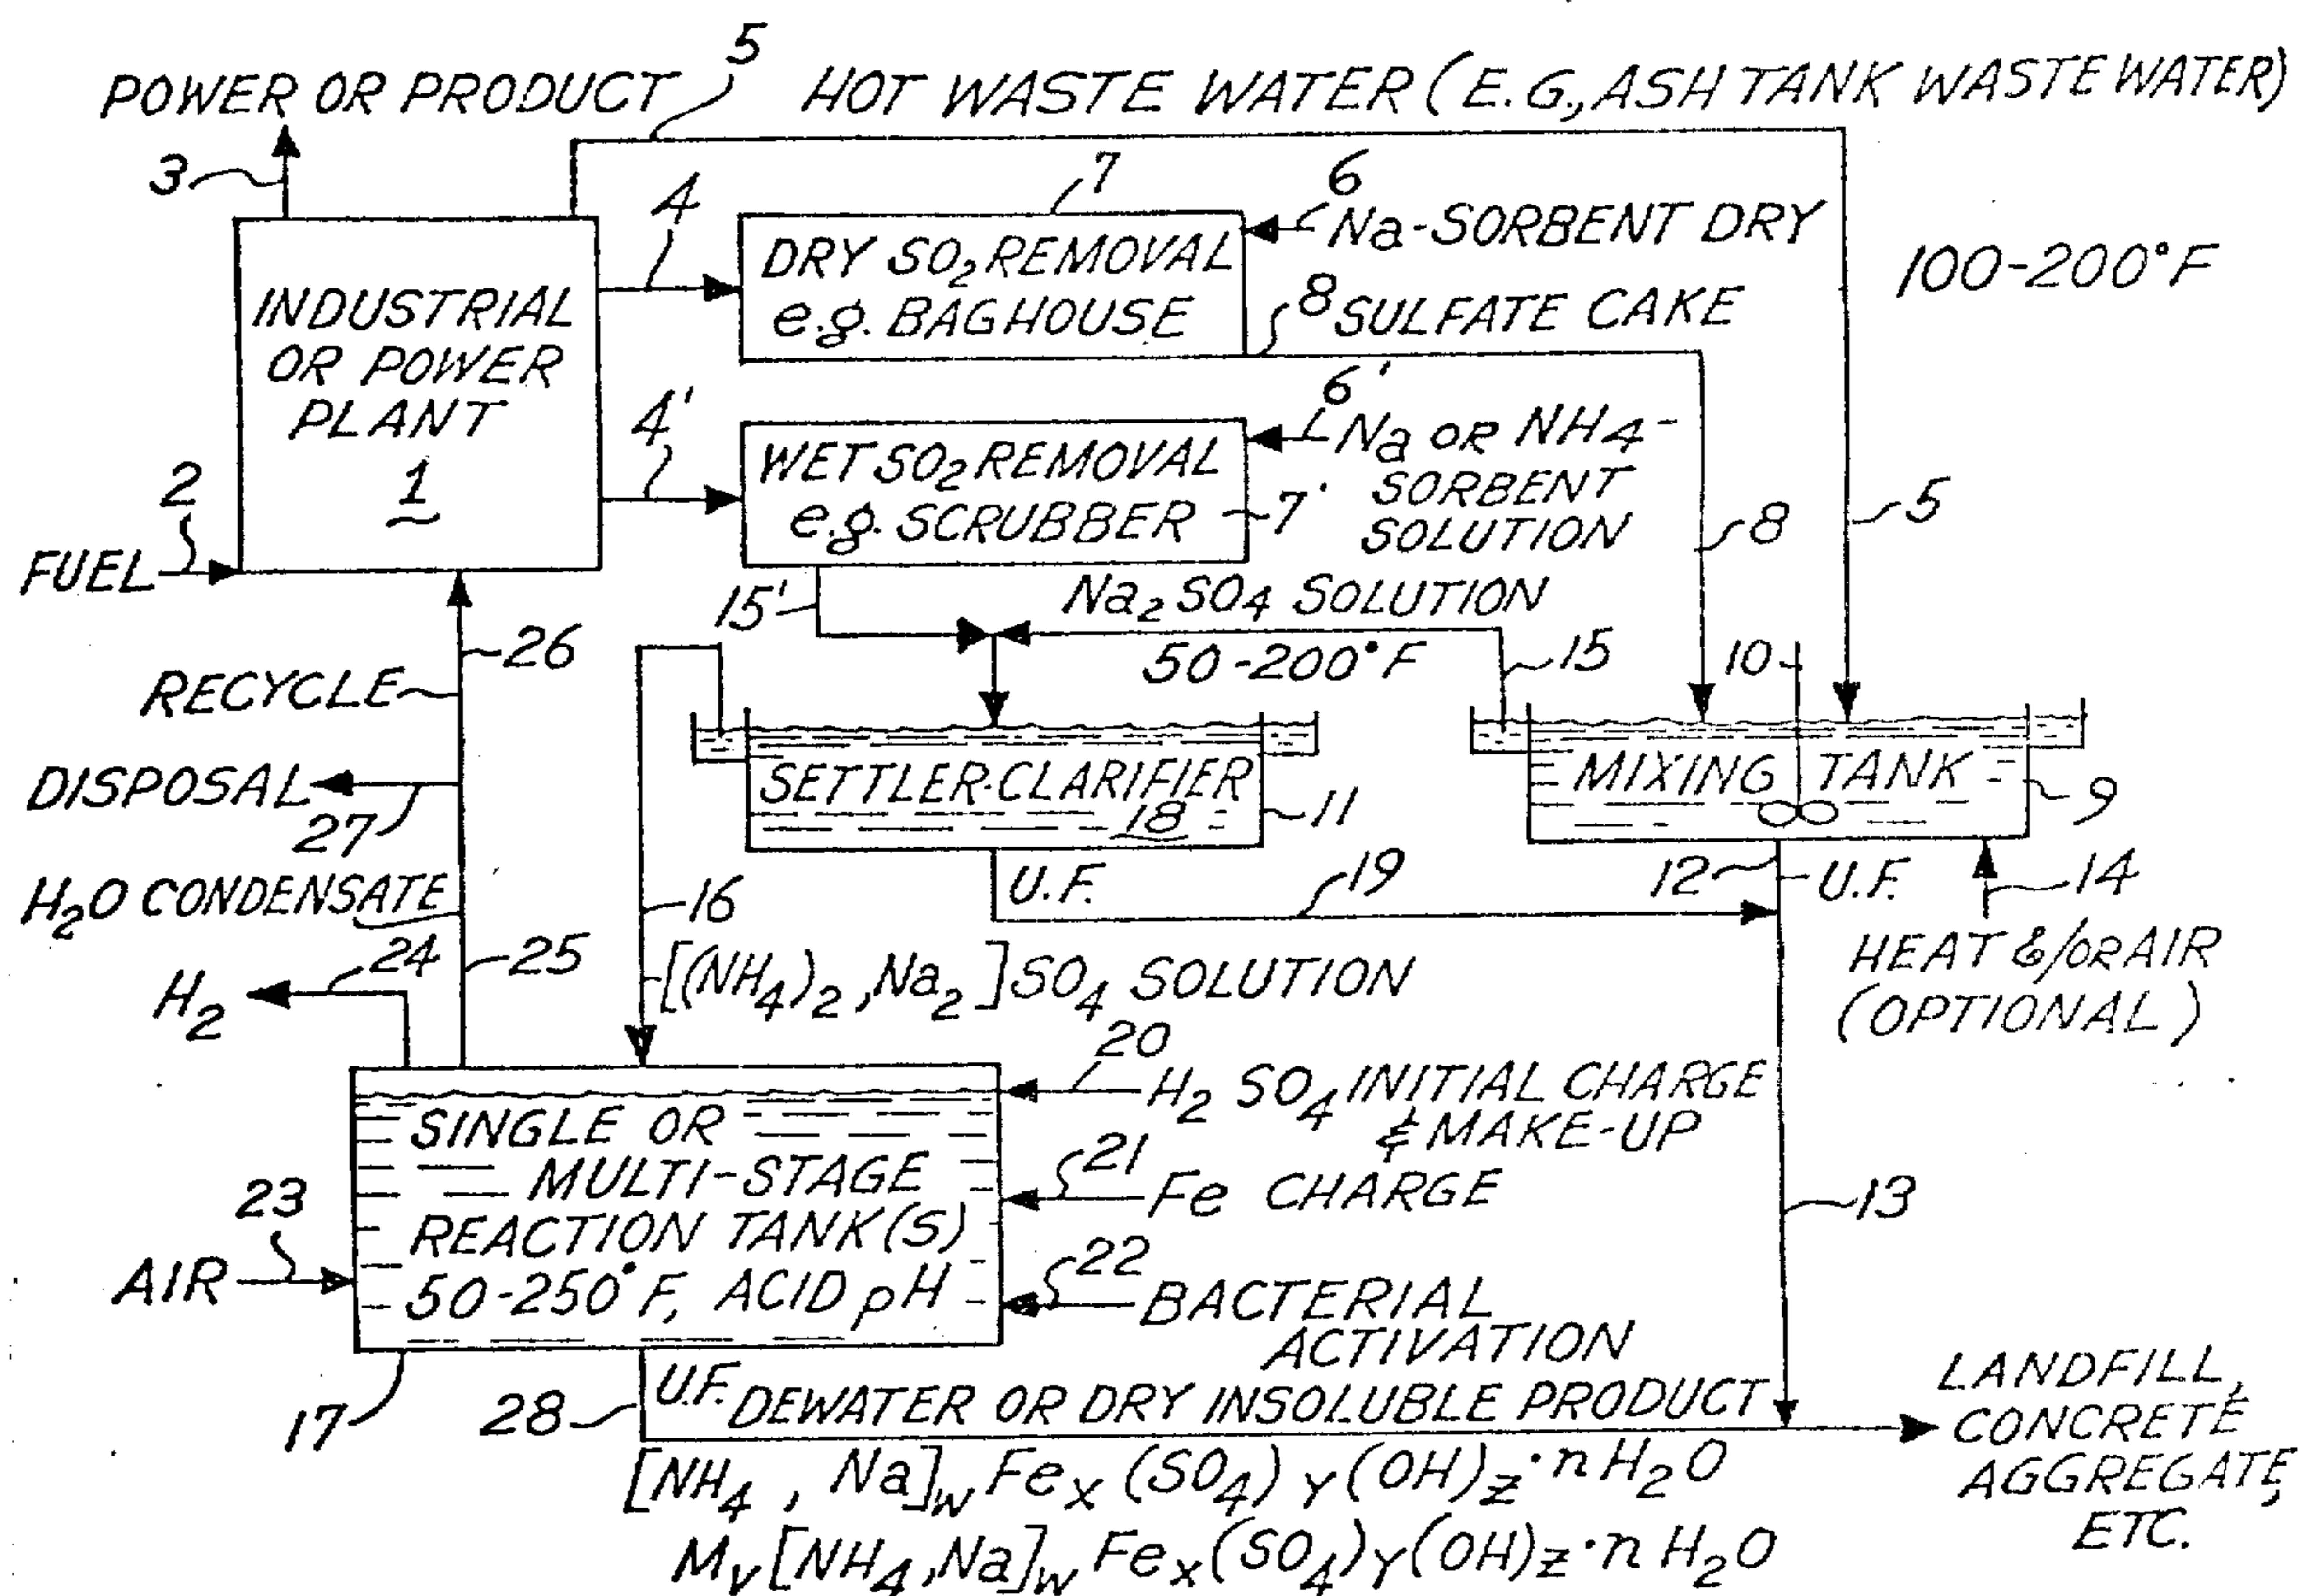 5
POWER OR PRODUCT
HOT WASTE WATER (E.G., ASH TANK WASTE WATER)
3
4
7
6
Na-SORBENT DRY
DRY SO₂ REMOVAL
e.g. BAGHOUSE
100-200°F
8 SULFATE CAKE
INDUSTRIAL
OR POWER
PLANT
1
4'
6'
Na OR NH₄-
SORBENT
SOLUTION
WET SO₂ REMOVAL
e.g. SCRUBBER
7'
8
5
2
FUEL
15'
Na₂SO₄ SOLUTION
50-200°F
15
10
26
RECYCLE
SETTLER-CLARIFIER
18
11
MIXING TANK
9
DISPOSAL
27
U.F.
19
12
U.F.
14
HEAT &/OR AIR
(OPTIONAL)
H₂O CONDENSATE
16
24
25
H₂
[(NH₄)₂,Na₂]SO₄ SOLUTION
20
H₂SO₄ INITIAL CHARGE
& MAKE-UP
SINGLE OR
MULTI-STAGE
REACTION TANK(S)
50-250°F, ACID pH
21
Fe CHARGE
13
23
AIR
22
BACTERIAL
ACTIVATION
17
28
U.F.
DEWATER OR DRY INSOLUBLE PRODUCT
LANDFILL,
CONCRETE
AGGREGATE,
ETC.
[NH₄, Na]w Feₓ (SO₄)Y(OH)z·nH₂O
Mv[NH₄,Na]w Feₓ(SO₄)Y(OH)z·nH₂O